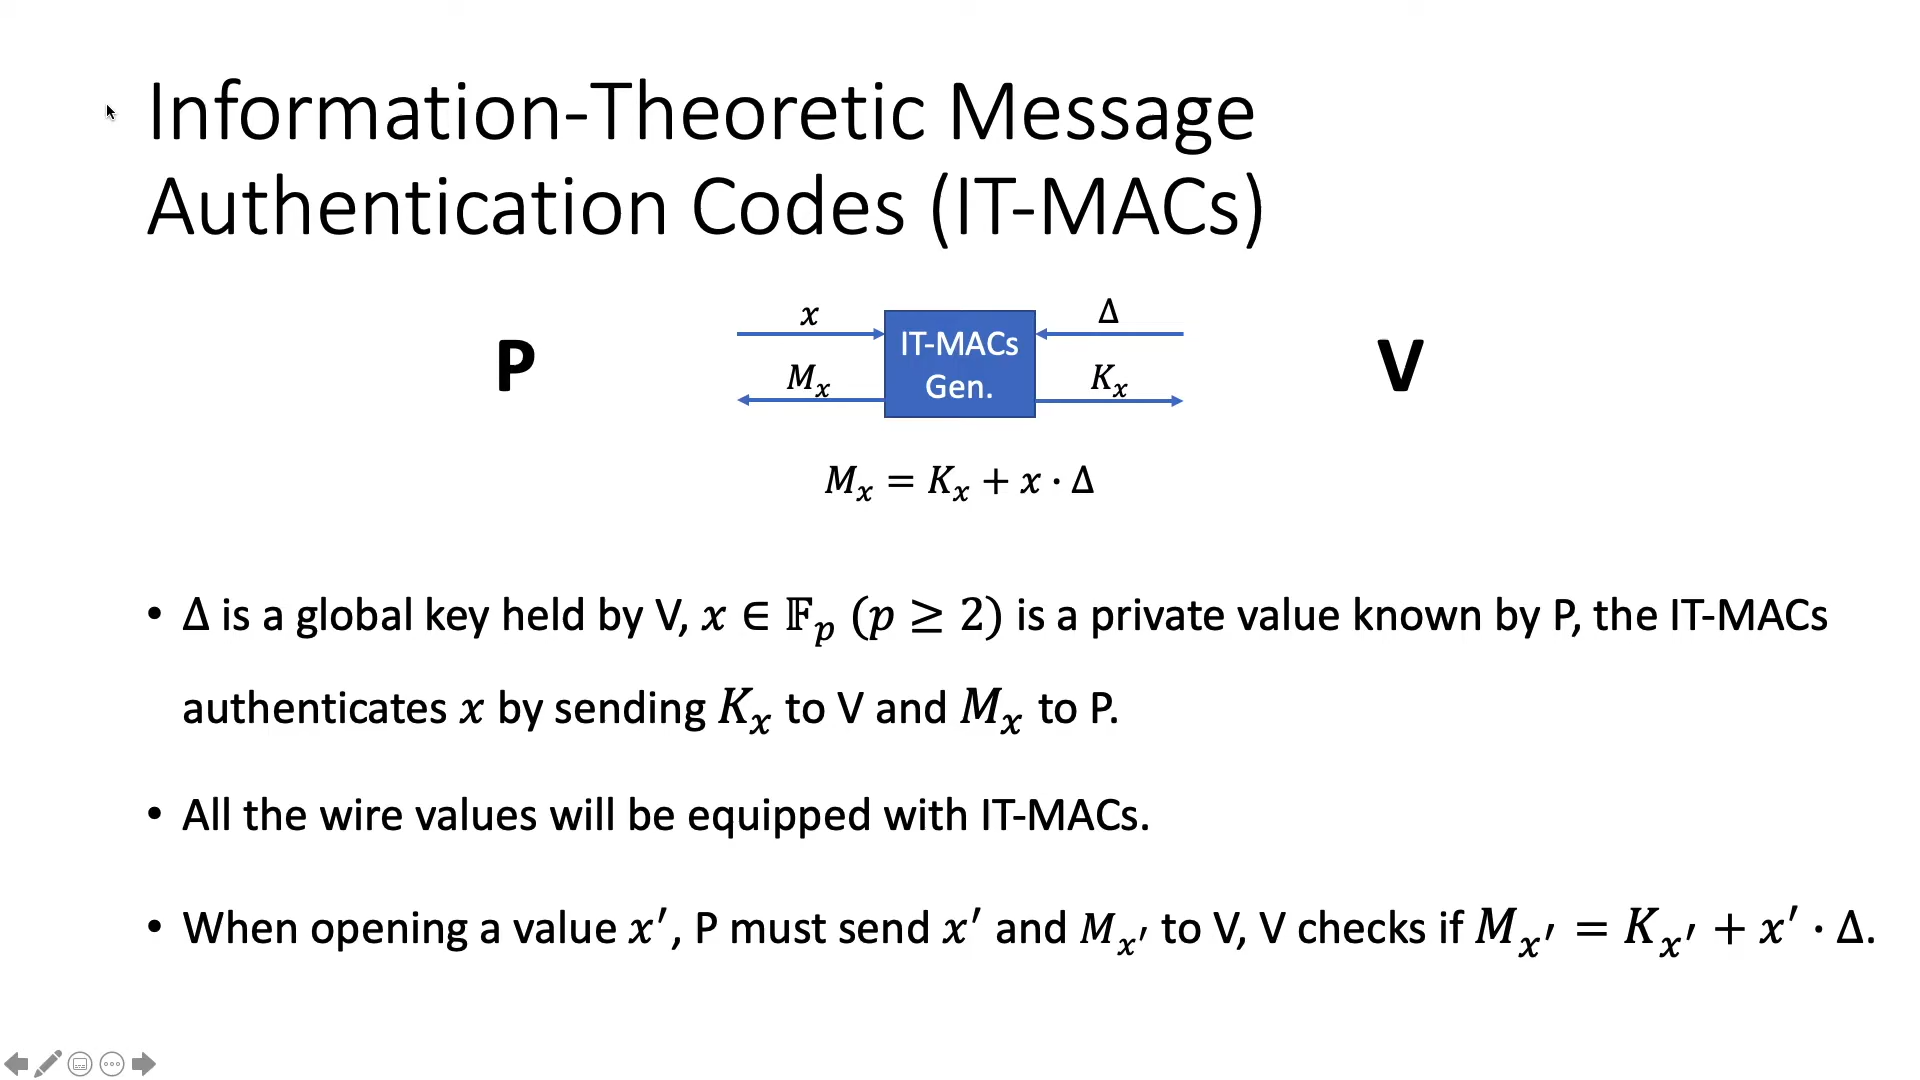 Information-Theoretic Message
Authentication Codes (IT-MACs)
P
x
M_x
IT-MACs
Gen.
Δ
K_x
V
M_x = K_x + x · Δ
• Δ is a global key held by V, x ∈ 𝔽_p (p ≥ 2) is a private value known by P, the IT-MACs
authenticates x by sending K_x to V and M_x to P.
• All the wire values will be equipped with IT-MACs.
• When opening a value x′, P must send x′ and M_x′ to V, V checks if M_x′ = K_x′ + x′ · Δ.